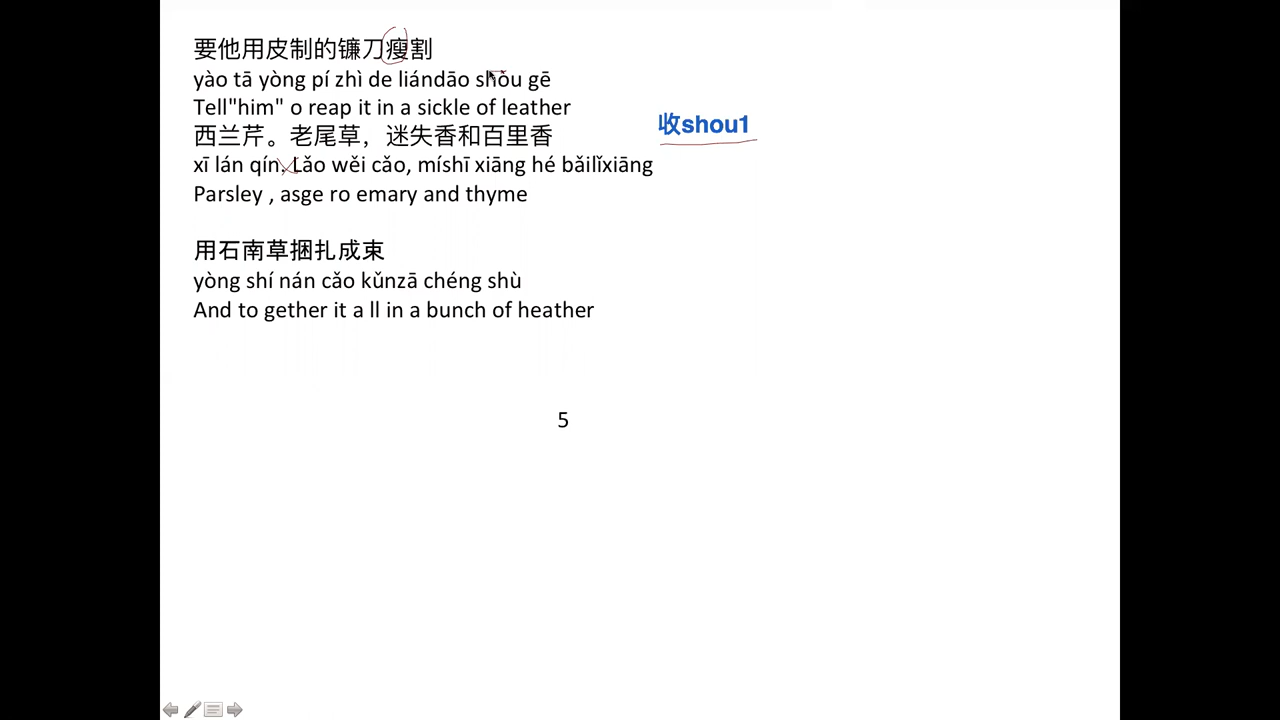 要他用皮制的镰刀瘦割
yào tā yòng pí zhì de liándāo shōu gē
Tell"him" o reap it in a sickle of leather
西兰芹。老尾草，迷失香和百里香
收shou1
xī lán qín. Lǎo wěi cǎo, míshī xiāng hé bǎilǐxiāng
Parsley , asge ro emary and thyme
用石南草捆扎成束
yòng shí nán cǎo kǔnzā chéng shù
And to gether it a ll in a bunch of heather
5